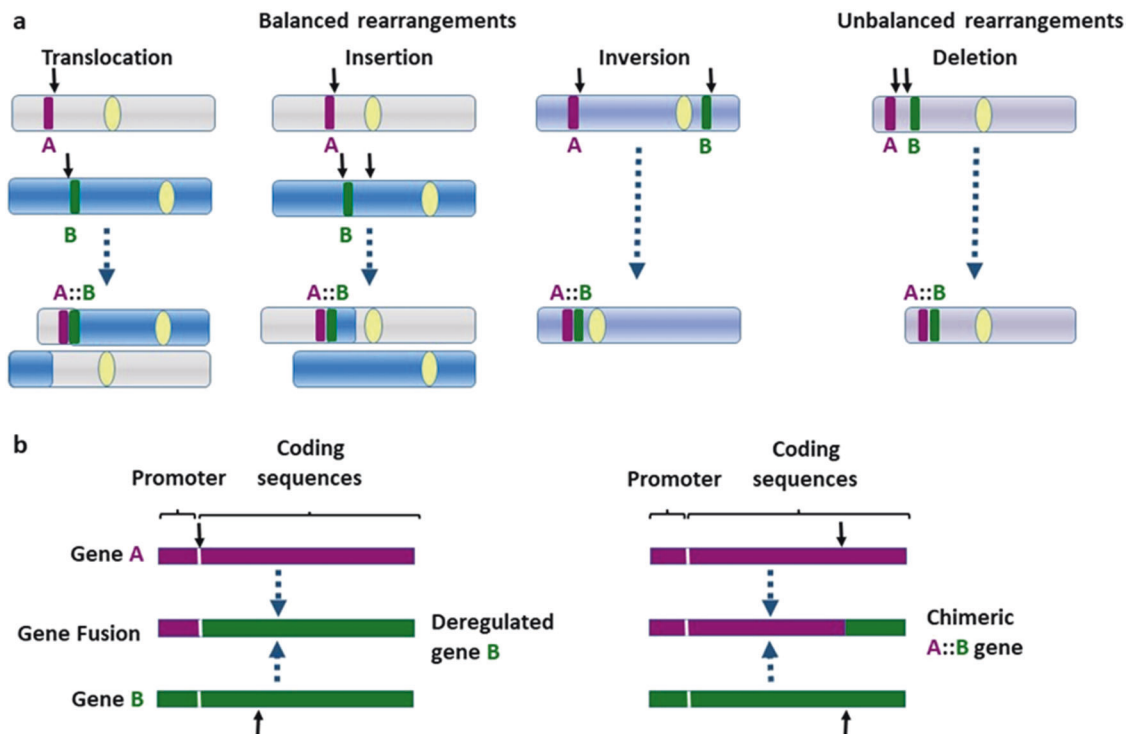 a
Balanced rearrangements
Unbalanced rearrangements
Translocation
Insertion
Inversion
Deletion
A
A
A
B
A B
B
B
A::B
A::B
A::B
A::B
b
Promoter
Coding
sequences
Promoter
Coding
sequences
Gene A
Gene Fusion
Deregulated
gene B
Chimeric
A::B gene
Gene B